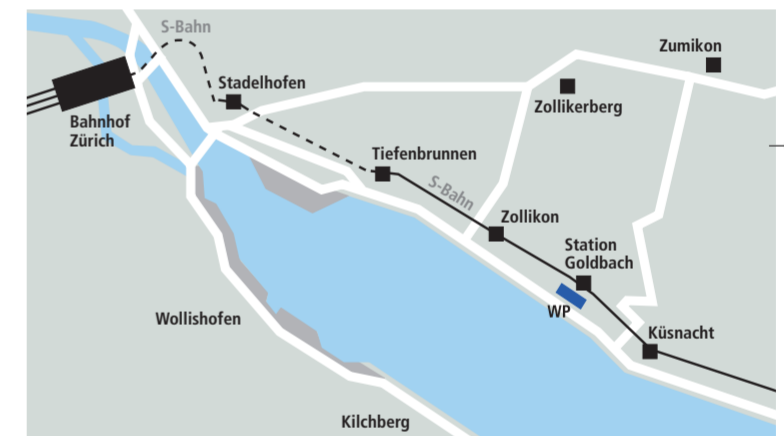 S-Bahn
Zumikon
Stadelhofen
Zollikerberg
Bahnhof
Zürich
Tiefenbrunnen
S-Bahn
Zollikon
Station
Goldbach
WP
Wollishofen
Küsnacht
Kilchberg